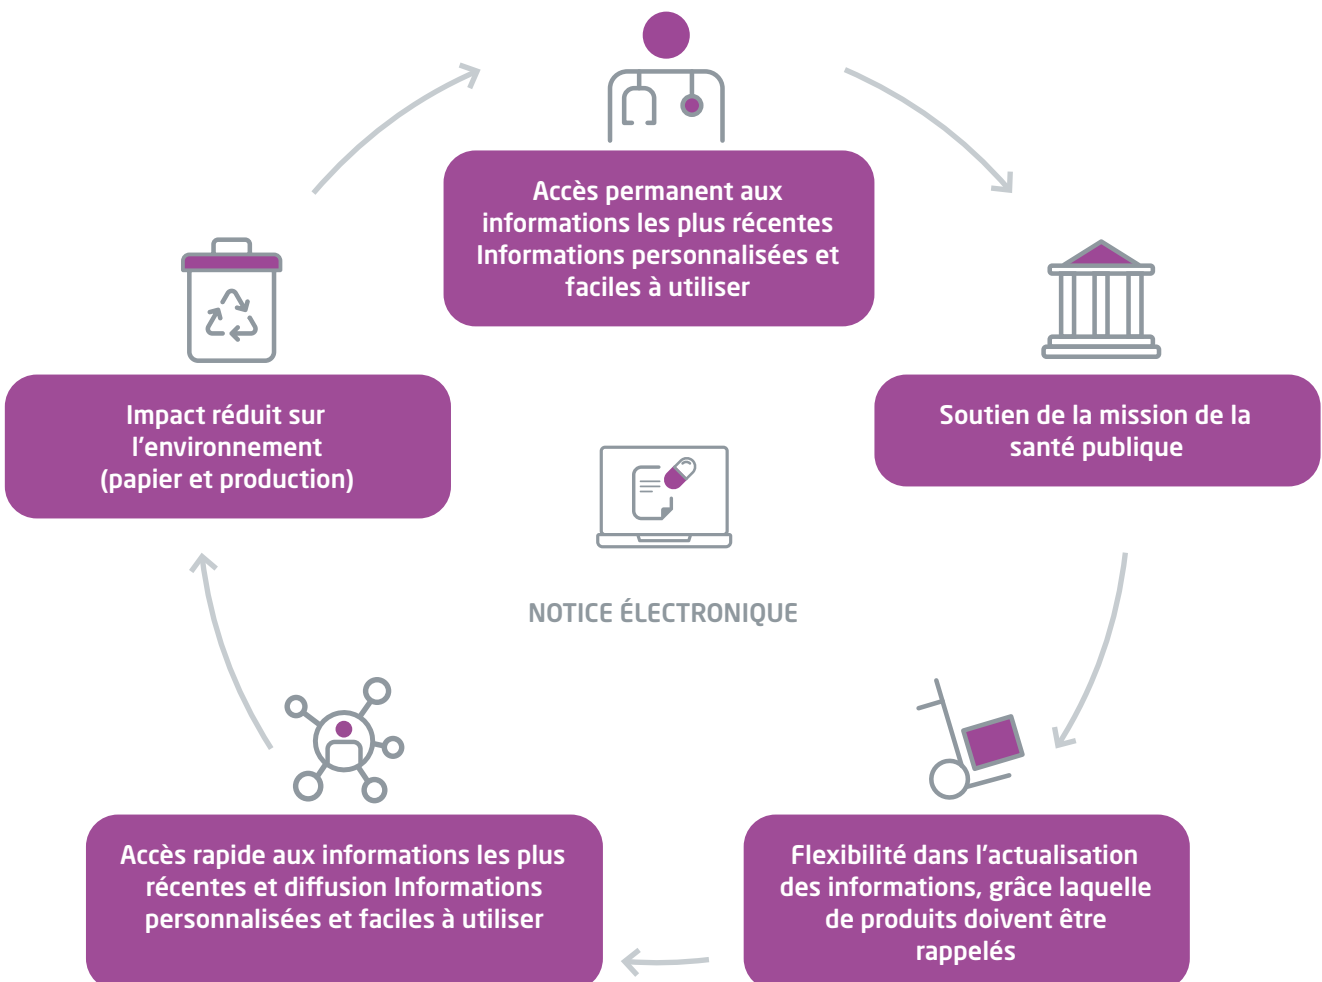 Accès permanent aux
informations les plus récentes
Informations personnalisées et
faciles à utiliser
Soutien de la mission de la
santé publique
Flexibilité dans l'actualisation
des informations, grâce laquelle
de produits doivent être
rappelés
Accès rapide aux informations les plus
récentes et diffusion Informations
personnalisées et faciles à utiliser
Impact réduit sur
l'environnement
(papier et production)
NOTICE ÉLECTRONIQUE